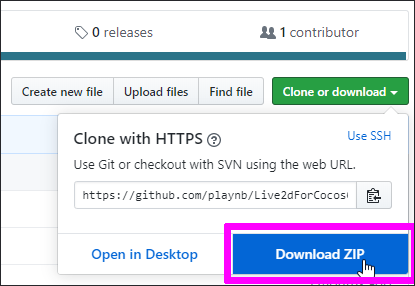 0 releases
1 contributor
Create new file
Upload files
Find file
Clone or download
Clone with HTTPS
Use SSH
Use Git or checkout with SVN using the web URL.
https://github.com/playnb/Live2dForCocos
Open in Desktop
Download ZIP